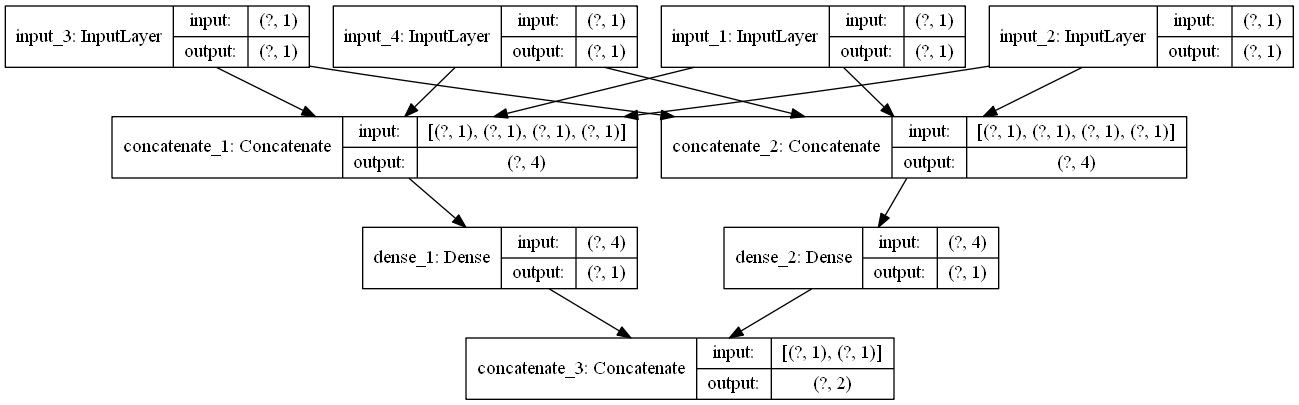 input_3: InputLayer input: (?, 1) output: (?, 1)
input_4: InputLayer input: (?, 1) output: (?, 1)
input_1: InputLayer input: (?, 1) output: (?, 1)
input_2: InputLayer input: (?, 1) output: (?, 1)
concatenate_1: Concatenate input: [(?, 1), (?, 1), (?, 1), (?, 1)] output: (?, 4)
concatenate_2: Concatenate input: [(?, 1), (?, 1), (?, 1), (?, 1)] output: (?, 4)
dense_1: Dense input: (?, 4) output: (?, 1)
dense_2: Dense input: (?, 4) output: (?, 1)
concatenate_3: Concatenate input: [(?, 1), (?, 1)] output: (?, 2)